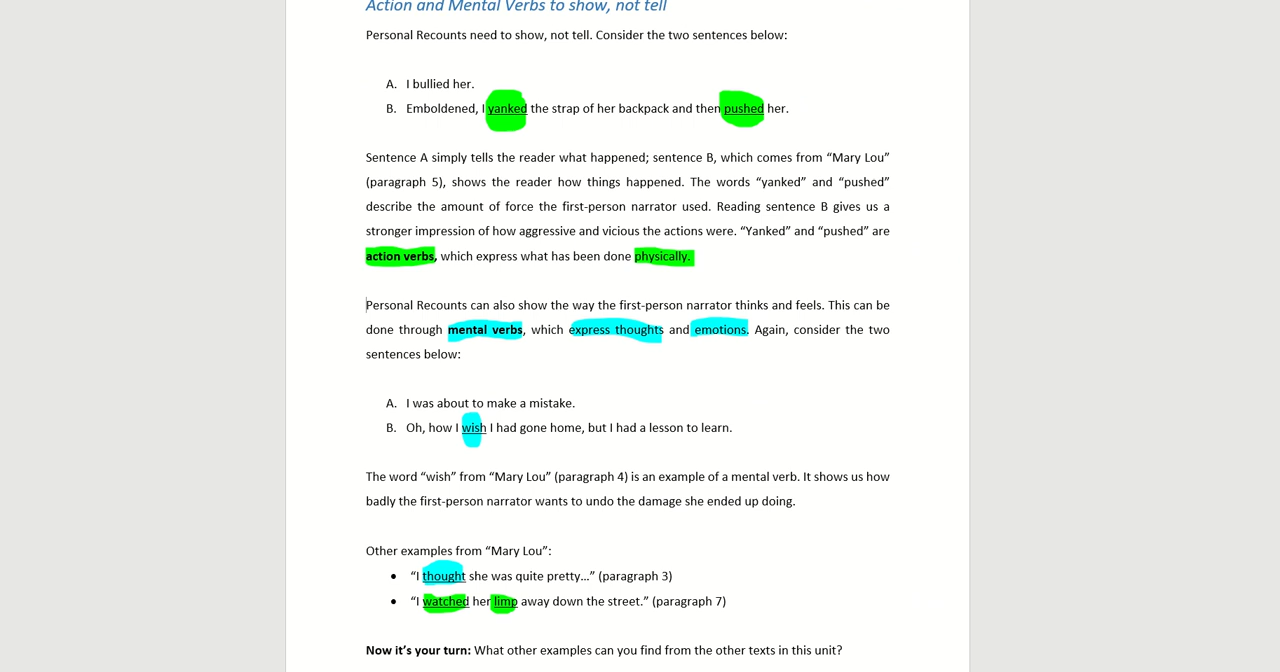 Action and Mental Verbs to show, not tell
Personal Recounts need to show, not tell. Consider the two sentences below:
A. I bullied her.
B. Emboldened, I yanked the strap of her backpack and then pushed her.
Sentence A simply tells the reader what happened; sentence B, which comes from “Mary Lou”
(paragraph 5), shows the reader how things happened. The words “yanked” and “pushed”
describe the amount of force the first-person narrator used. Reading sentence B gives us a
stronger impression of how aggressive and vicious the actions were. “Yanked” and “pushed” are
action verbs, which express what has been done physically.
Personal Recounts can also show the way the first-person narrator thinks and feels. This can be
done through mental verbs, which express thoughts and emotions. Again, consider the two
sentences below:
A. I was about to make a mistake.
B. Oh, how I wish I had gone home, but I had a lesson to learn.
The word “wish” from “Mary Lou” (paragraph 4) is an example of a mental verb. It shows us how
badly the first-person narrator wants to undo the damage she ended up doing.
Other examples from “Mary Lou”:
• “I thought she was quite pretty…” (paragraph 3)
• “I watched her limp away down the street.” (paragraph 7)
Now it’s your turn: What other examples can you find from the other texts in this unit?